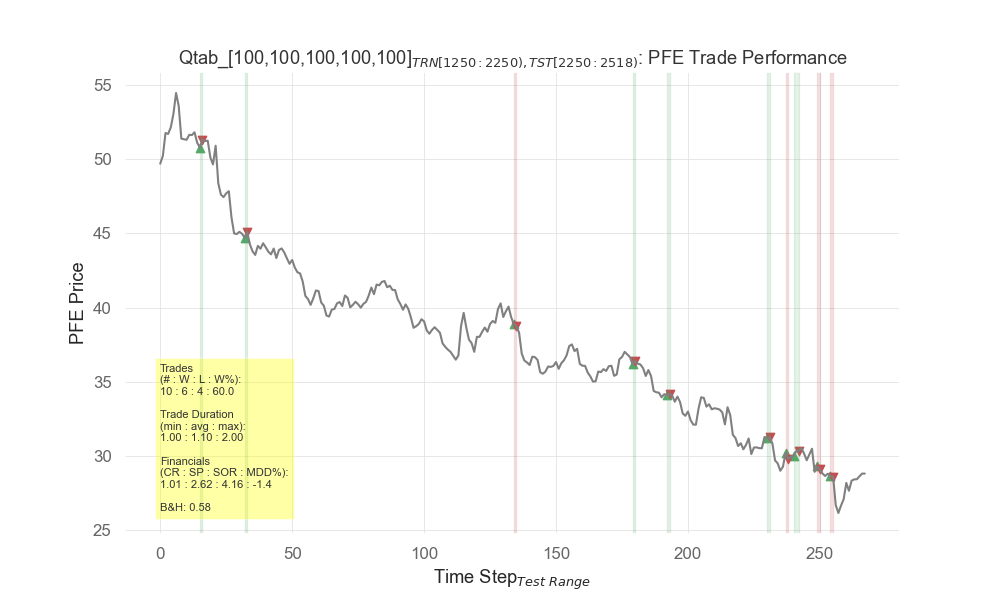 Qtab_[100,100,100,100,100]TRN[1250:2250),TST[2250:2518): PFE Trade Performance
55
50
45
40
35
30
25
PFE Price
Trades
(# : W : L : W%):
10 : 6 : 4 : 60.0
Trade Duration
(min : avg : max):
1.00 : 1.10 : 2.00
Financials
(CR : SP : SOR : MDD%):
1.01 : 2.62 : 4.16 : -1.4
B&H: 0.58
0 50 100 150 200 250
Time Step Test Range